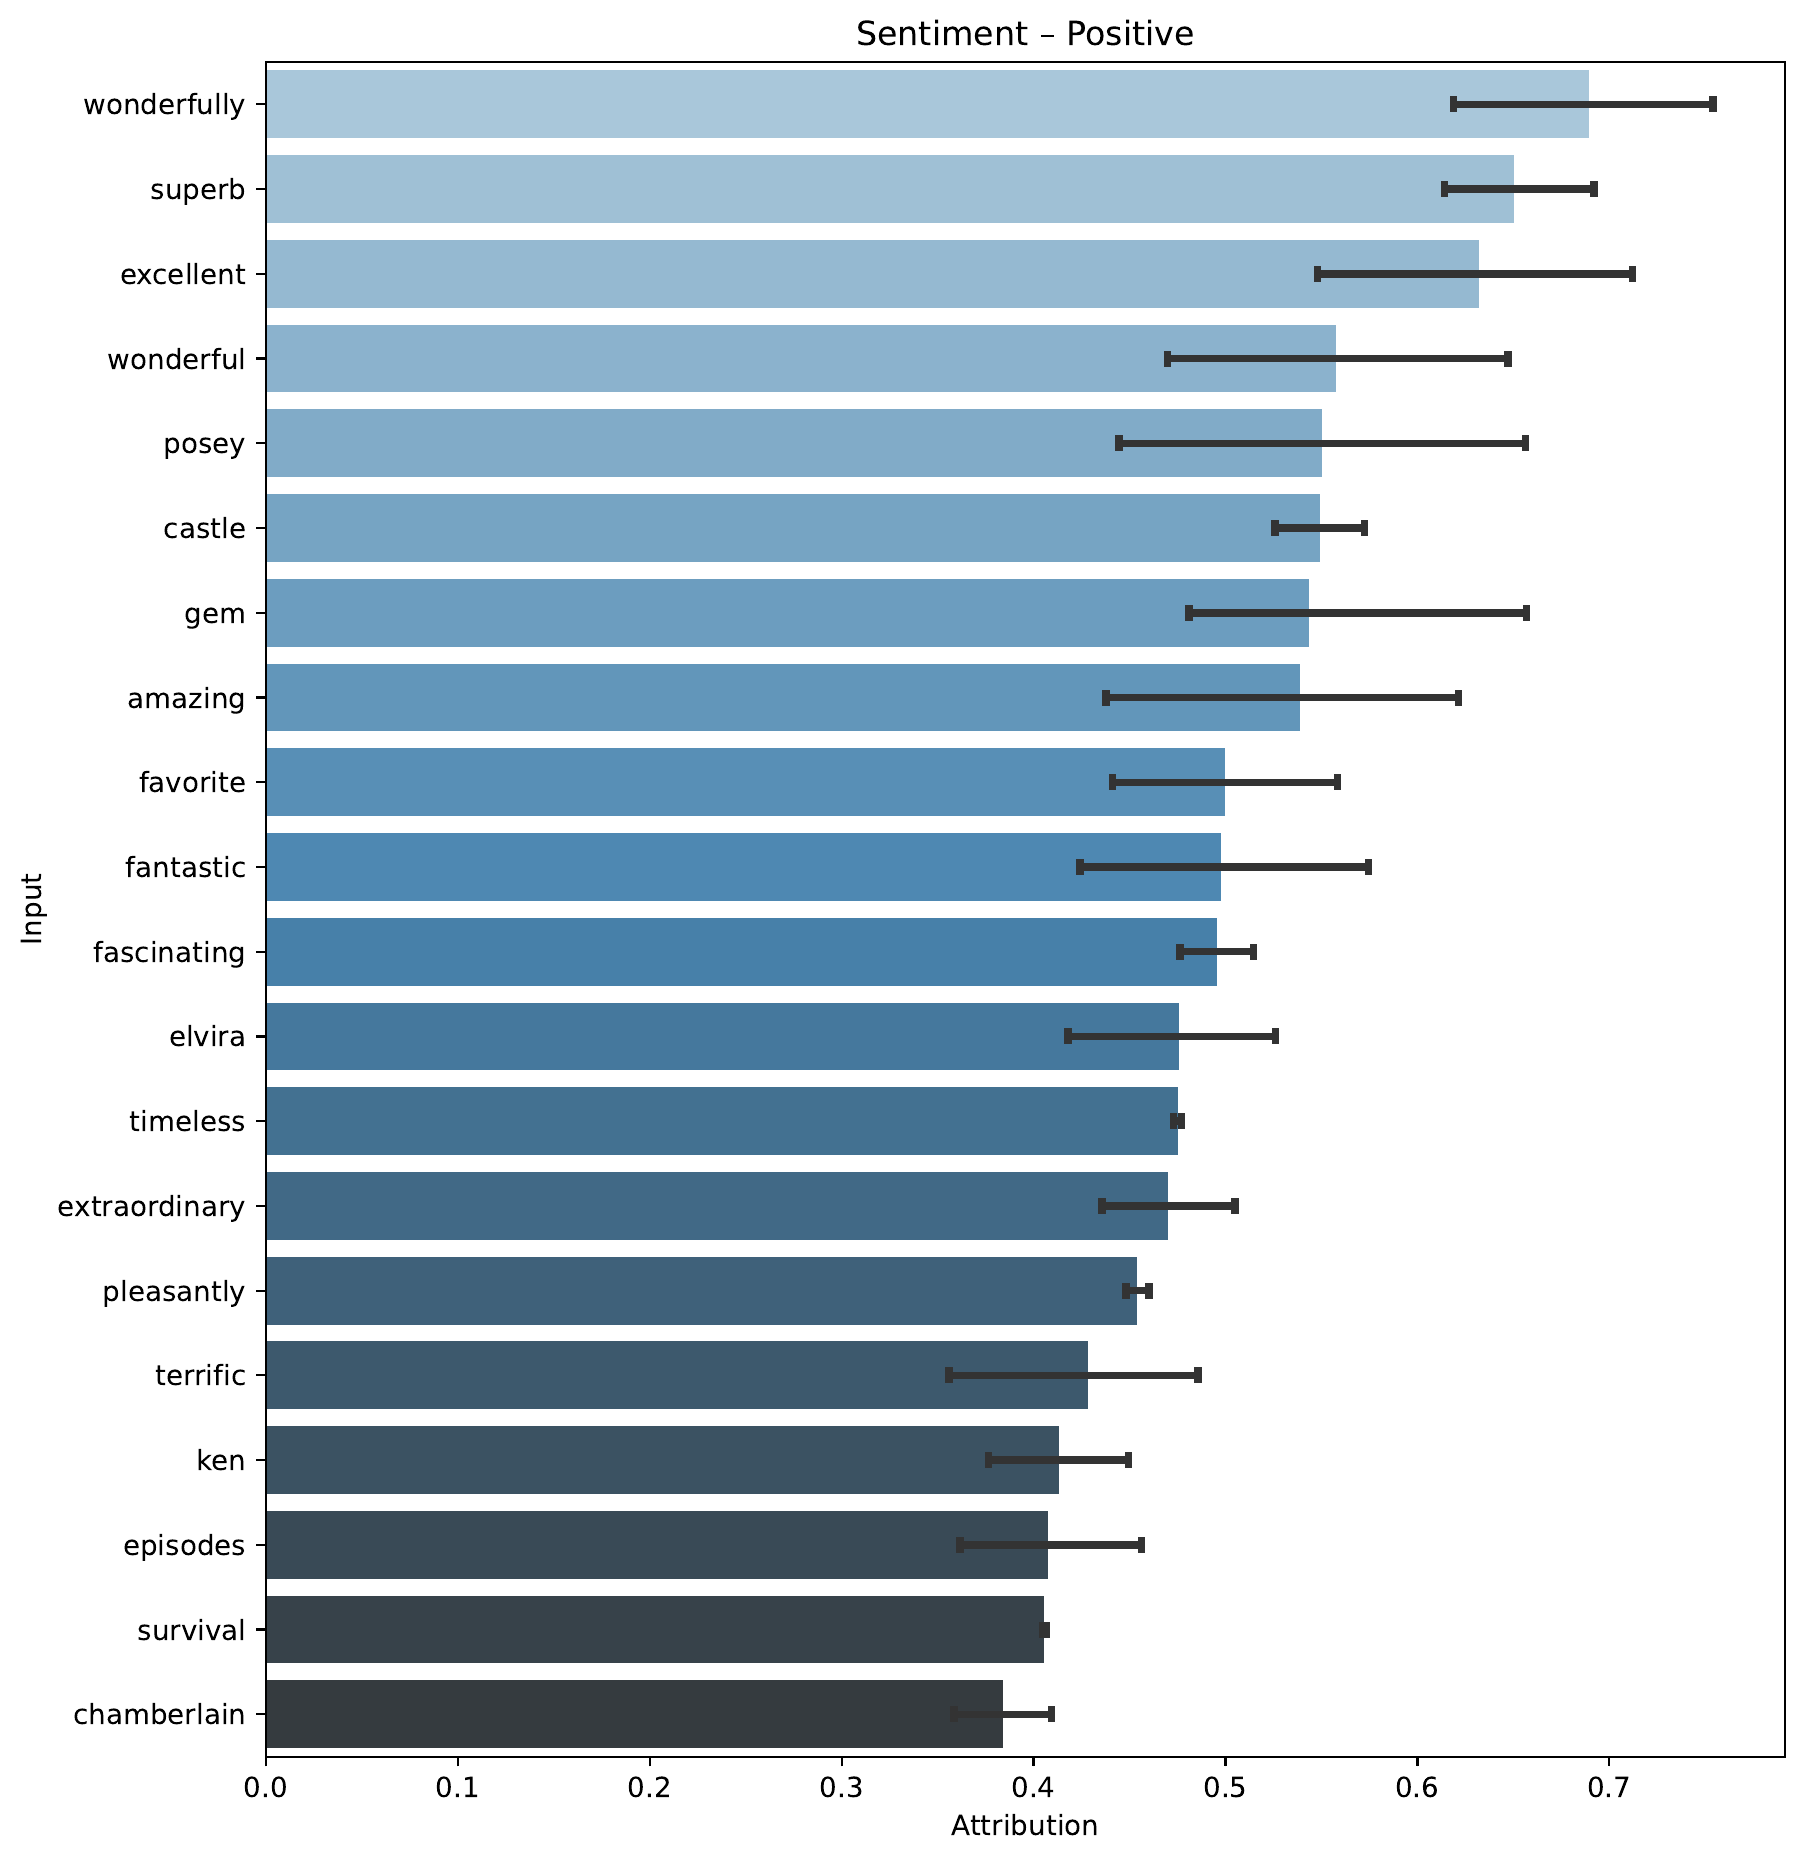 Sentiment – Positive
wonderfully
superb
excellent
wonderful
posey
castle
gem
amazing
favorite
fantastic
fascinating
elvira
timeless
extraordinary
pleasantly
terrific
ken
episodes
survival
chamberlain
Input
0.0 0.1 0.2 0.3 0.4 0.5 0.6 0.7
Attribution